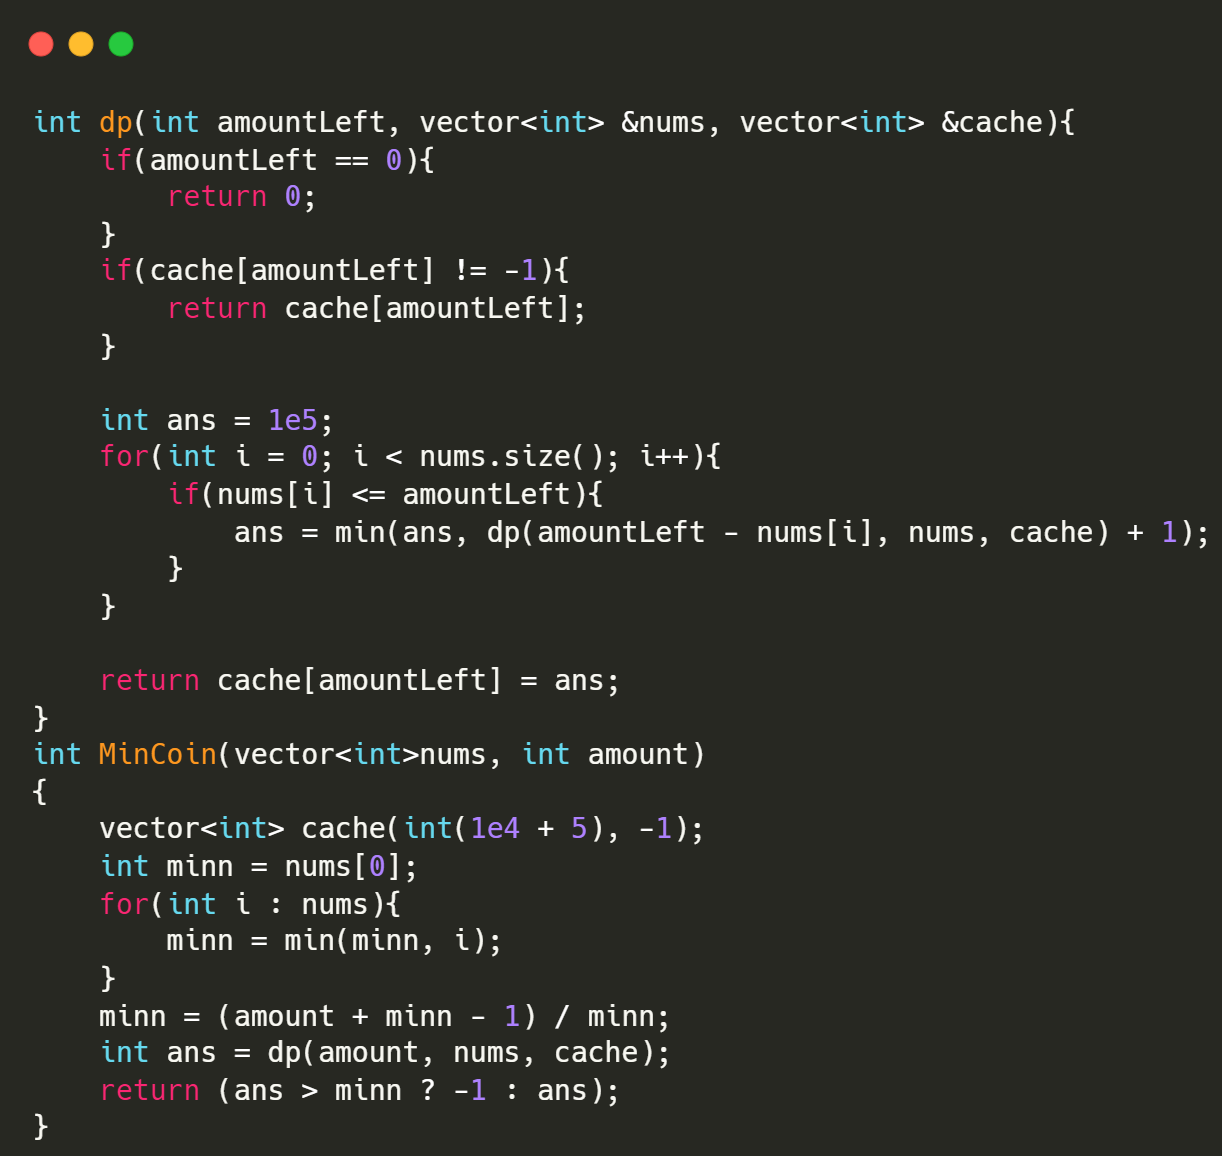 int dp(int amountLeft, vector<int> &nums, vector<int> &cache){
    if(amountLeft == 0){
        return 0;
    }
    if(cache[amountLeft] != -1){
        return cache[amountLeft];
    }

    int ans = 1e5;
    for(int i = 0; i < nums.size(); i++){
        if(nums[i] <= amountLeft){
            ans = min(ans, dp(amountLeft - nums[i], nums, cache) + 1);
        }
    }

    return cache[amountLeft] = ans;
}
int MinCoin(vector<int>nums, int amount)
{
    vector<int> cache(int(1e4 + 5), -1);
    int minn = nums[0];
    for(int i : nums){
        minn = min(minn, i);
    }
    minn = (amount + minn - 1) / minn;
    int ans = dp(amount, nums, cache);
    return (ans > minn ? -1 : ans);
}